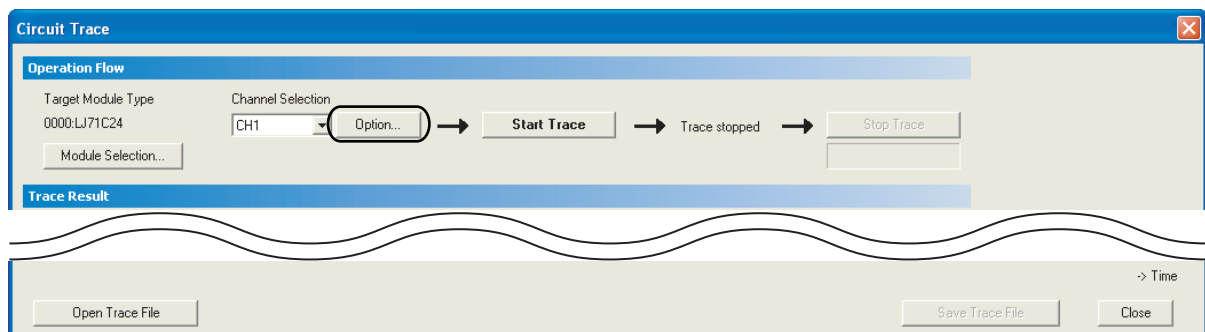 Circuit Trace
Operation Flow
Target Module Type
Channel Selection
0000:LJ71C24
CH1
Option...
Start Trace
Trace stopped
Stop Trace
Module Selection...
Trace Result
-> Time
Open Trace File
Save Trace File
Close